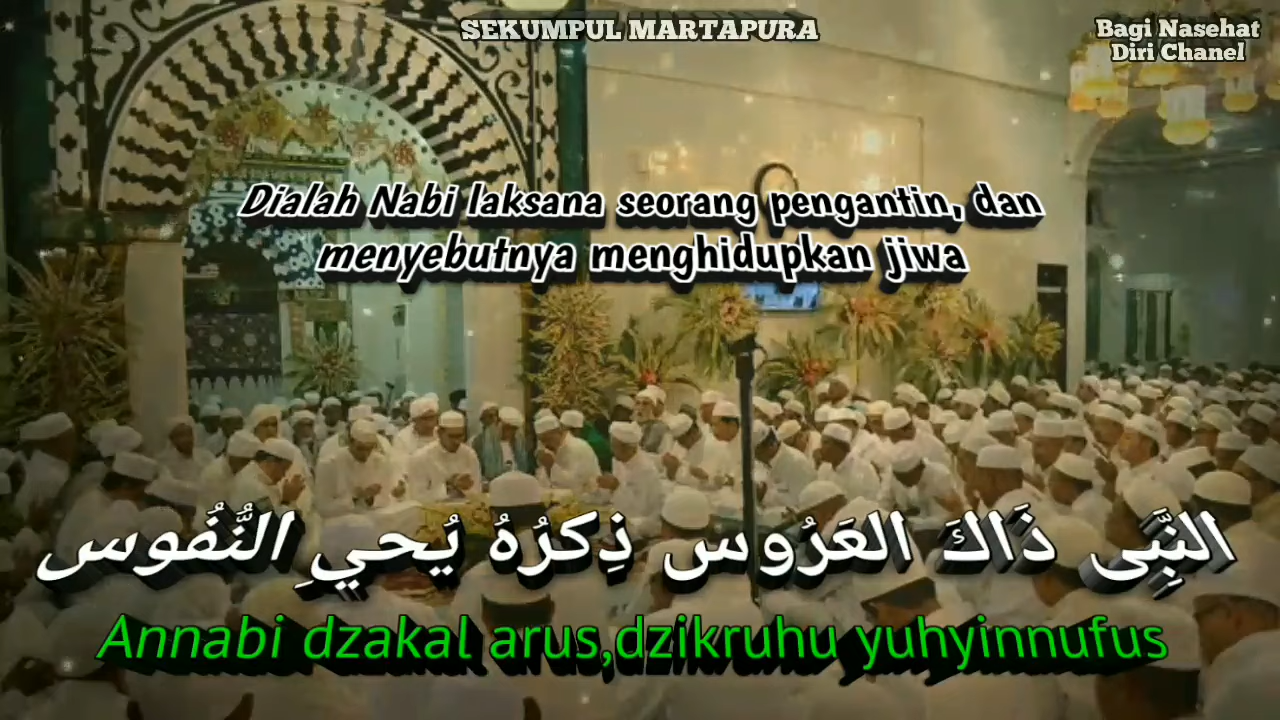 SEKUMPUL MARTAPURA
Bagi Nasehat
Diri Chanel
Dialah Nabi laksana seorang pengantin, dan
menyebutnya menghidupkan jiwa
النَّبِى ذَاكَ العَرُوس ذِكرُهُ يُحيِ النُّفُوس
Annabi dzakal arus,dzikruhu yuhyinnufus